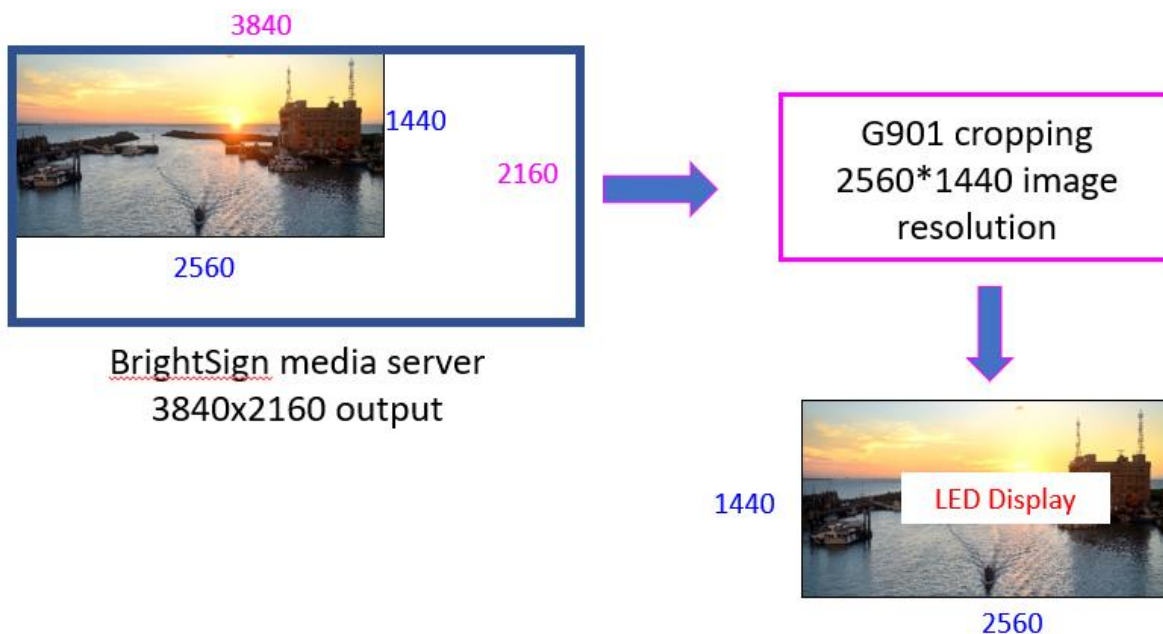 3840
1440
2160
2560
BrightSign media server
3840x2160 output
G901 cropping
2560*1440 image
resolution
LED Display
1440
2560